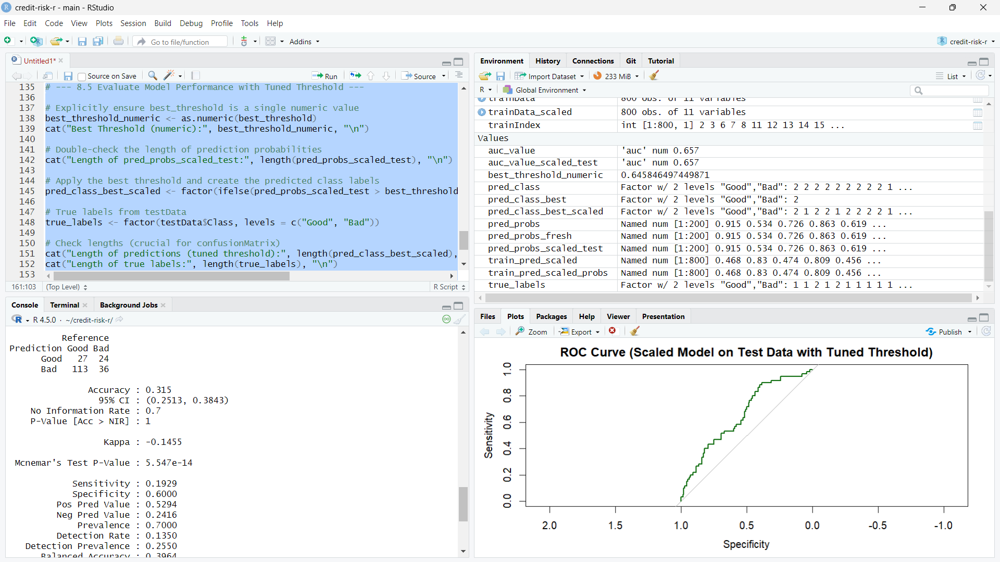 credit-risk-r - main - RStudio
File Edit Code View Plots Session Build Debug Profile Tools Help
Go to file/function Addins credit-risk-r
Untitled1*
Source on Save Run Source
135 # --- 8.5 Evaluate Model Performance with Tuned Threshold ---
136
137 # Explicitly ensure best_threshold is a single numeric value
138 best_threshold_numeric <- as.numeric(best_threshold)
139 cat("Best Threshold (numeric):", best_threshold_numeric, "\n")
140
141 # Double-check the length of prediction probabilities
142 cat("Length of pred_probs_scaled_test:", length(pred_probs_scaled_test), "\n")
143
144 # Apply the best threshold and create the predicted class labels
145 pred_class_best_scaled <- factor(ifelse(pred_probs_scaled_test > best_threshold
146
147 # True labels from testData
148 true_labels <- factor(testData$Class, levels = c("Good", "Bad"))
149
150 # Check lengths (crucial for confusionMatrix)
151 cat("Length of predictions (tuned threshold):", length(pred_class_best_scaled),
152 cat("Length of true labels:", length(true_labels), "\n")
153
161:103 (Top Level) R Script
Console Terminal Background Jobs
R 4.5.0 · ~/credit-risk-r/
Reference
Prediction Good Bad
Good 27 24
Bad 113 36
Accuracy : 0.315
95% CI : (0.2513, 0.3843)
No Information Rate : 0.7
P-Value [Acc > NIR] : 1
Kappa : -0.1455
Mcnemar's Test P-Value : 5.547e-14
Sensitivity : 0.1929
Specificity : 0.6000
Pos Pred Value : 0.5294
Neg Pred Value : 0.2416
Prevalence : 0.7000
Detection Rate : 0.1350
Detection Prevalence : 0.2550
Balanced Accuracy : 0.3964
Environment History Connections Git Tutorial
Import Dataset 233 MiB List
R Global Environment
trainData 800 obs. of 11 variables
trainData_scaled 800 obs. of 11 variables
trainIndex int [1:800, 1] 2 3 6 7 8 11 12 13 14 15 ...
Values
auc_value 'auc' num 0.657
auc_value_scaled_test 'auc' num 0.657
best_threshold_numeric 0.645846497449871
pred_class Factor w/ 2 levels "Good","Bad": 2 2 2 2 2 2 2 2 2 1 ...
pred_class_best Factor w/ 2 levels "Good","Bad": 2
pred_class_best_scaled Factor w/ 2 levels "Good","Bad": 2 1 2 2 1 2 2 2 2 1 ...
pred_probs Named num [1:200] 0.915 0.534 0.726 0.863 0.619 ...
pred_probs_fresh Named num [1:200] 0.915 0.534 0.726 0.863 0.619 ...
pred_probs_scaled_test Named num [1:200] 0.915 0.534 0.726 0.863 0.619 ...
train_pred_scaled Named num [1:800] 0.468 0.83 0.474 0.809 0.456 ...
train_pred_scaled_probs Named num [1:800] 0.468 0.83 0.474 0.809 0.456 ...
true_labels Factor w/ 2 levels "Good","Bad": 1 1 2 1 2 1 1 1 1 1 ...
Files Plots Packages Help Viewer Presentation
Zoom Export Publish
ROC Curve (Scaled Model on Test Data with Tuned Threshold)
Sensitivity
1.0
0.8
0.6
0.4
0.2
0.0
2.0 1.5 1.0 0.5 0.0 -0.5 -1.0
Specificity